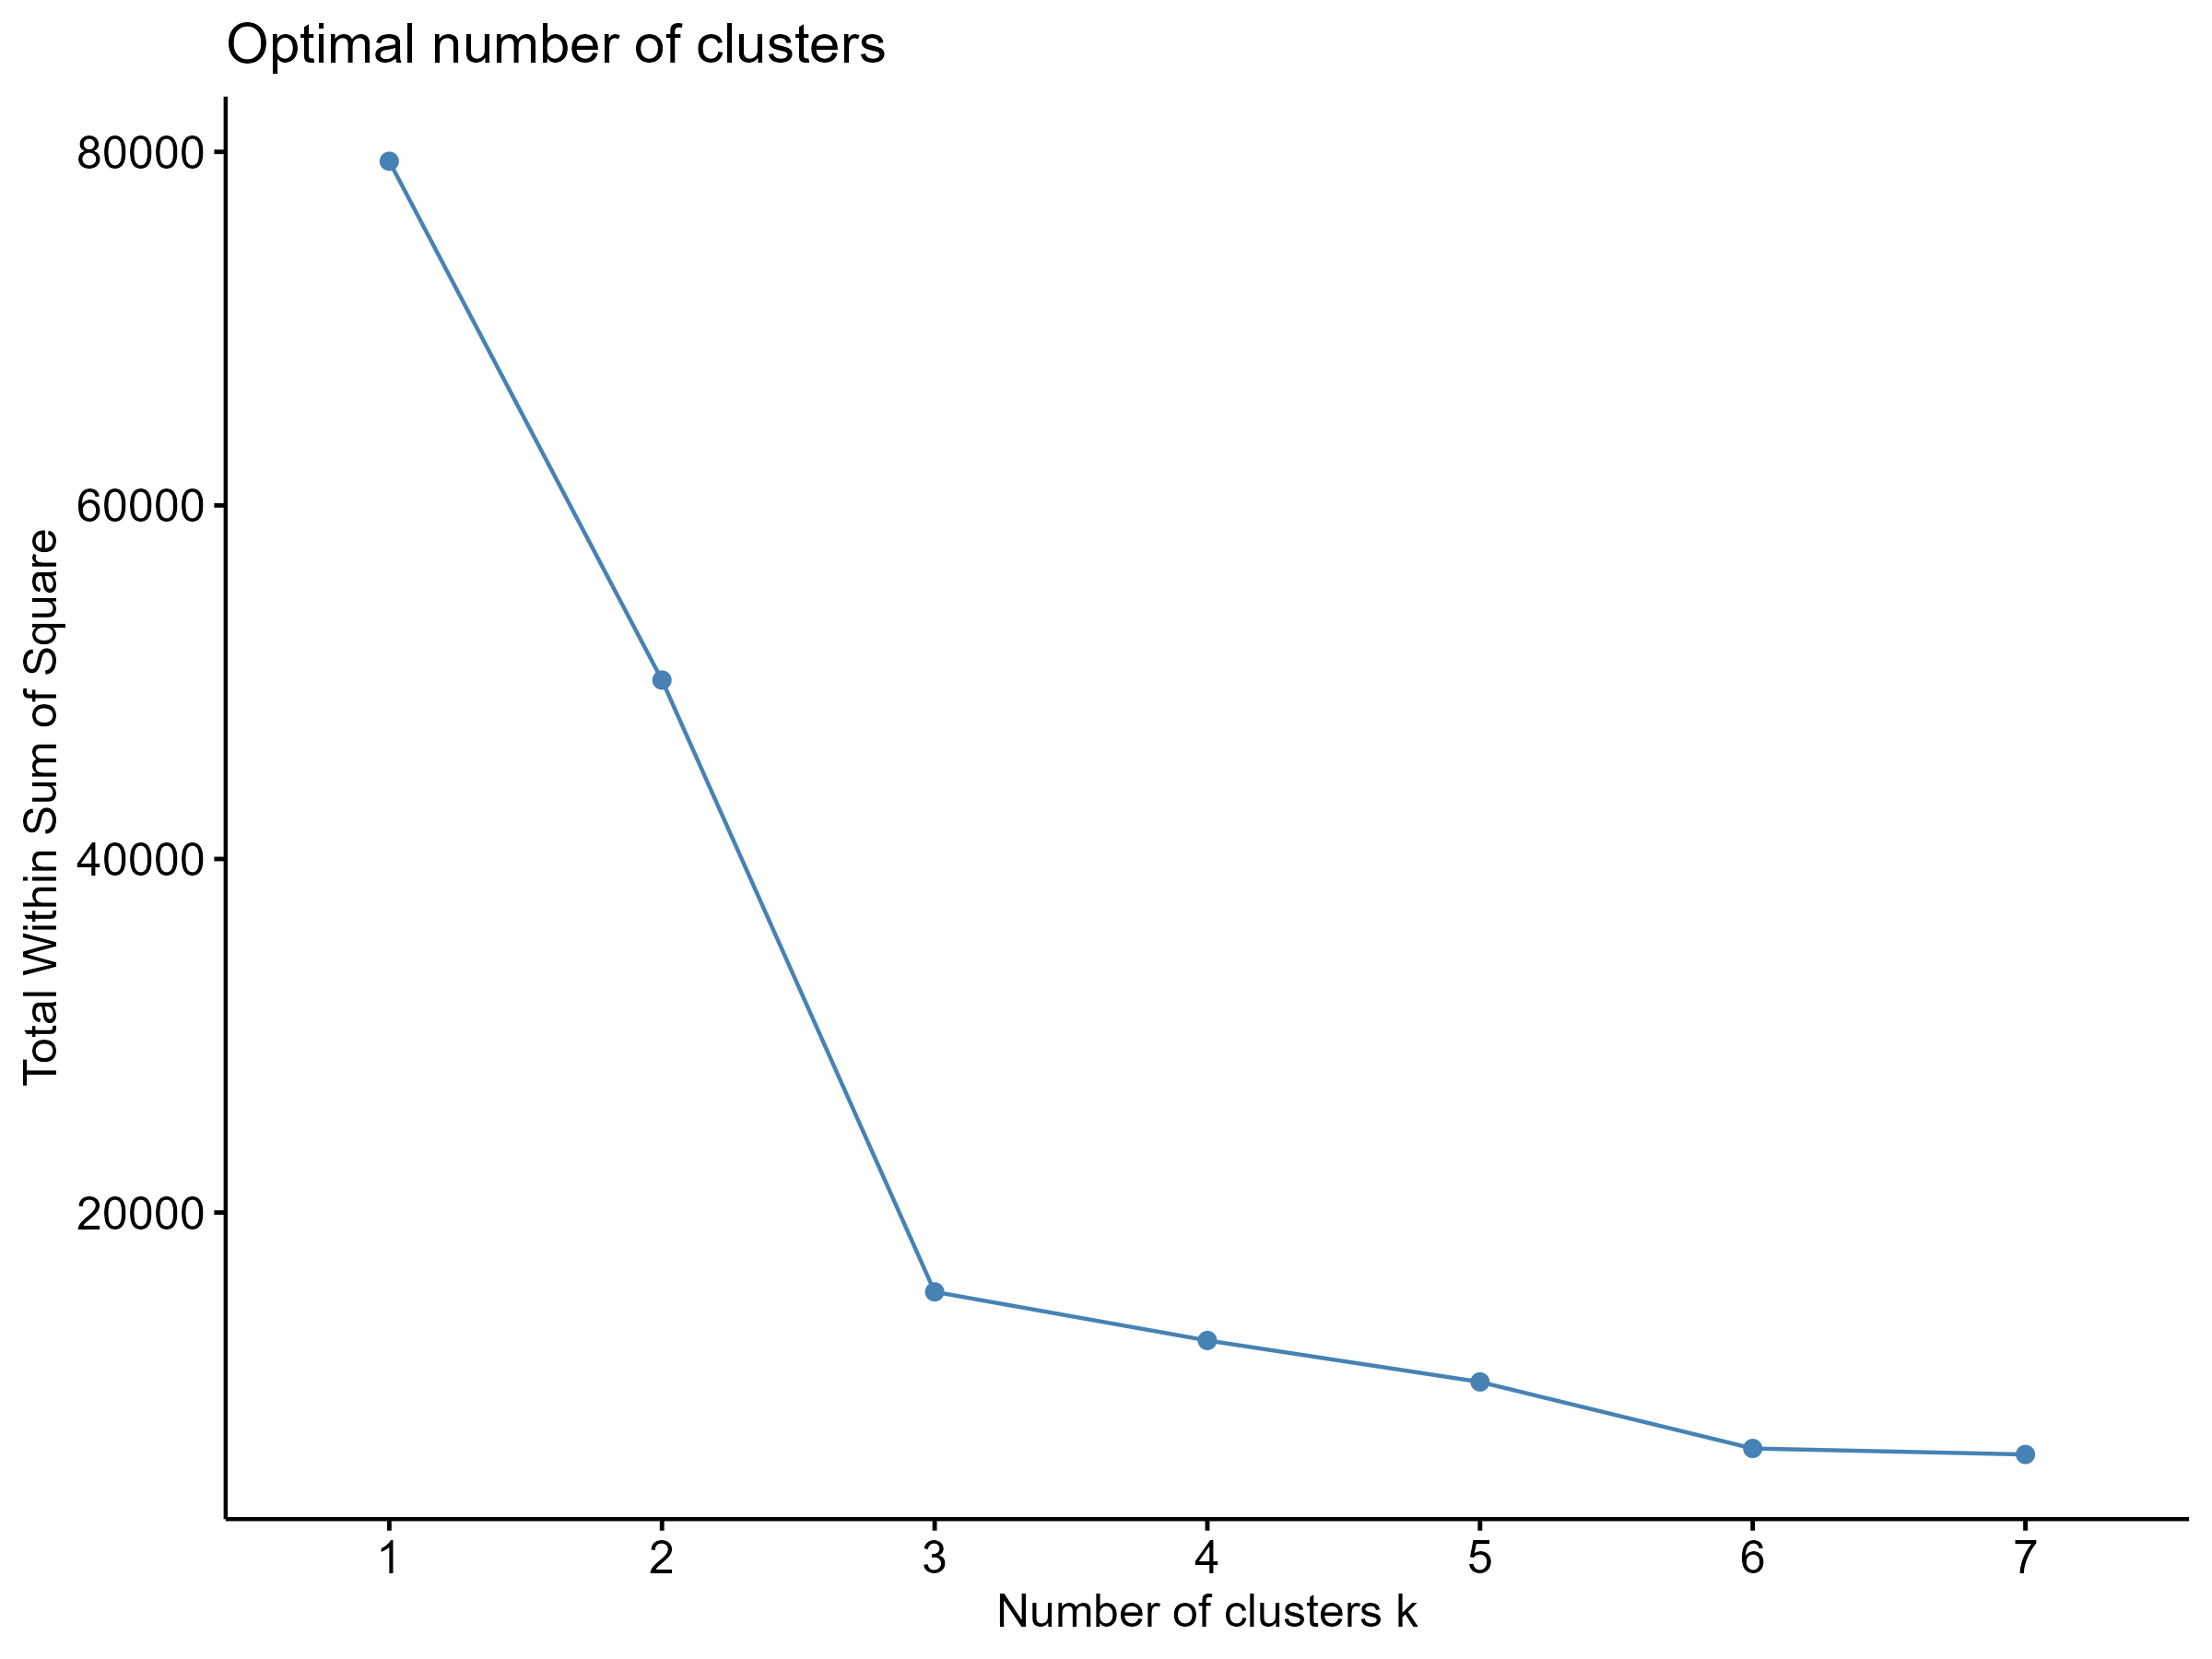 Optimal number of clusters
Total Within Sum of Square
80000
60000
40000
20000
1 2 3 4 5 6 7
Number of clusters k